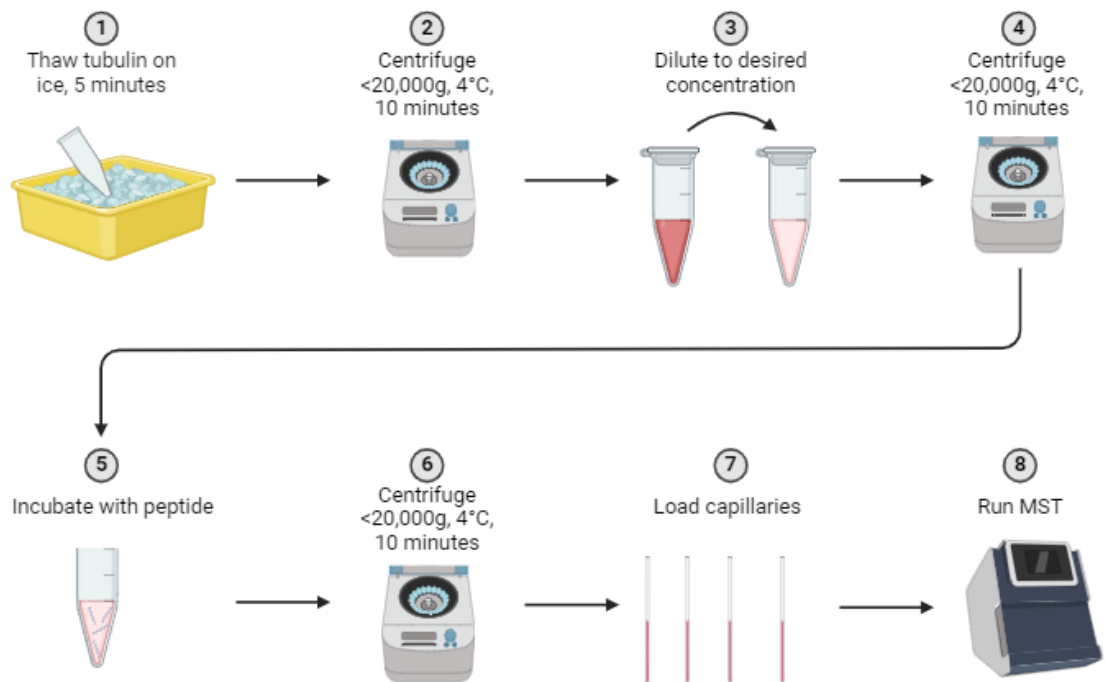 1
Thaw tubulin on
ice, 5 minutes
2
Centrifuge
<20,000g, 4°C,
10 minutes
3
Dilute to desired
concentration
4
Centrifuge
<20,000g, 4°C,
10 minutes
5
Incubate with peptide
6
Centrifuge
<20,000g, 4°C,
10 minutes
7
Load capillaries
8
Run MST